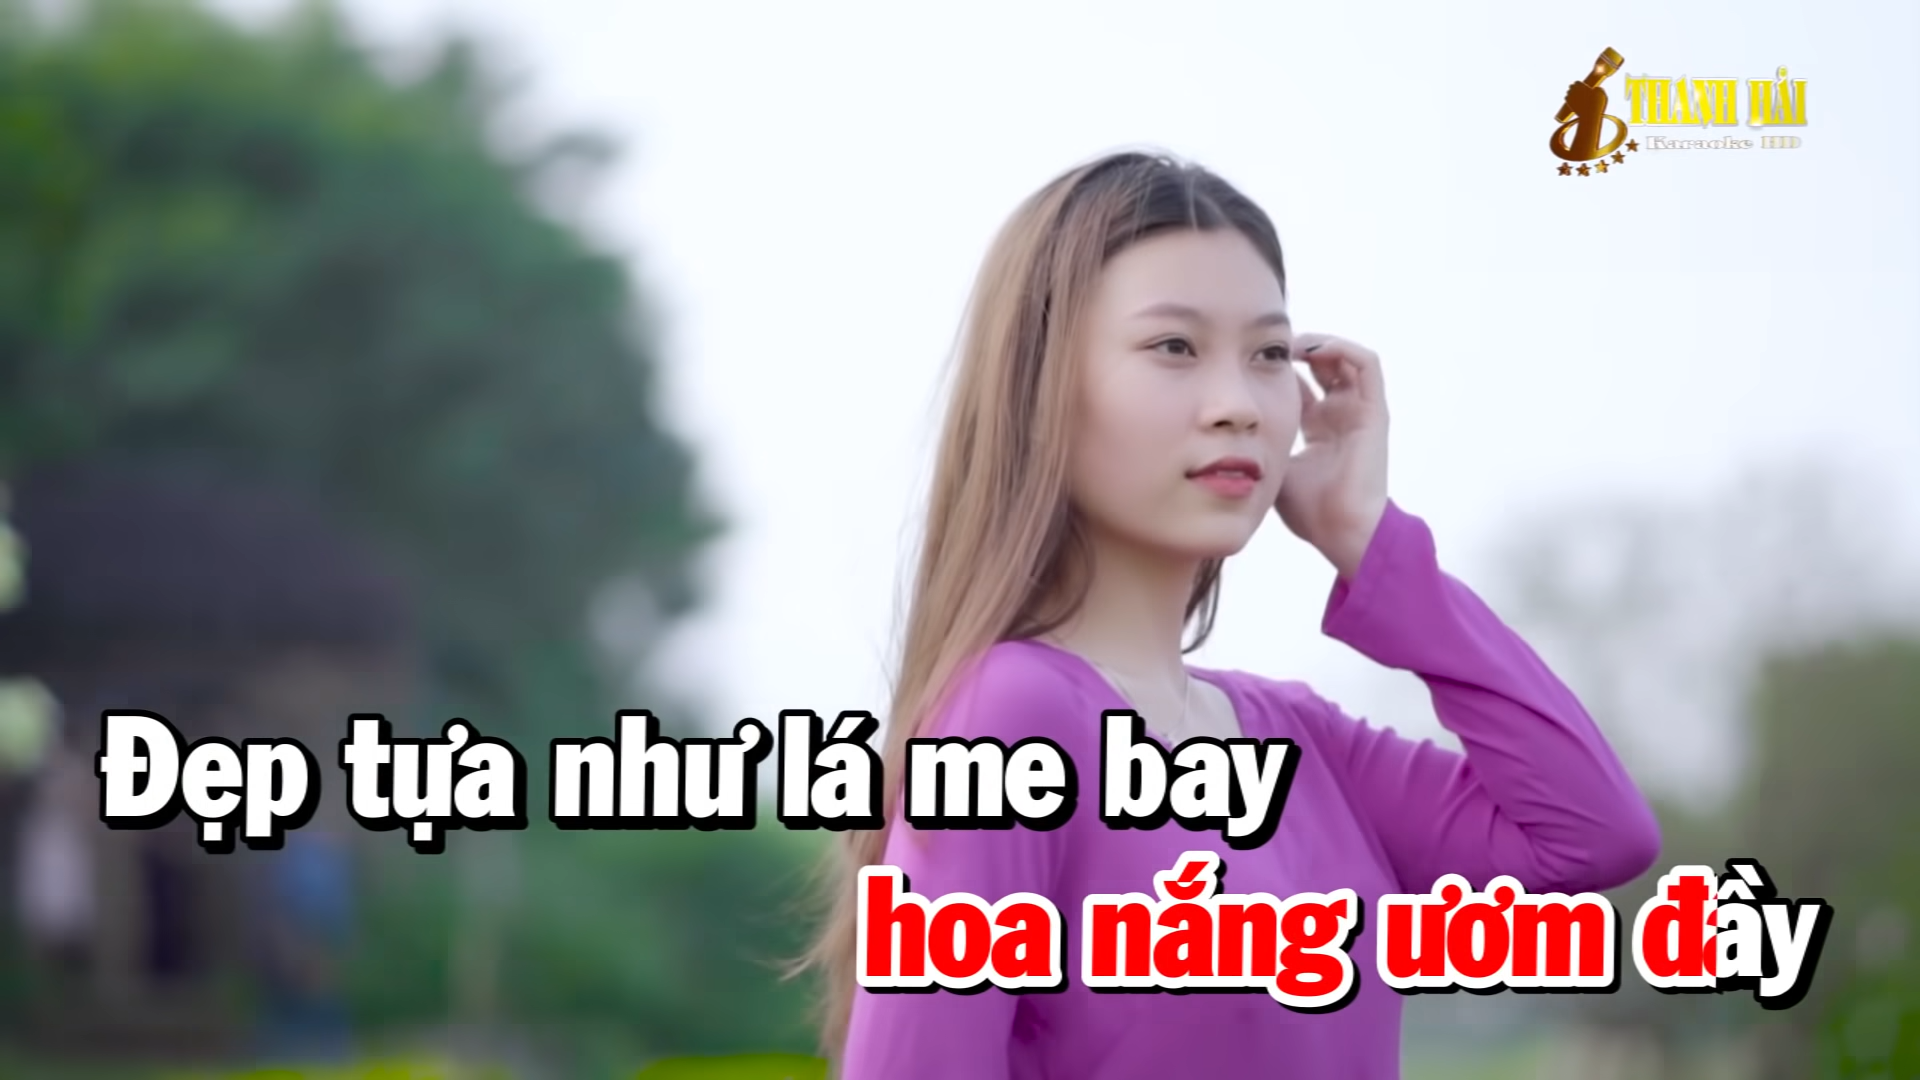 THANH HẢI
Karaoke HD
Đẹp tựa như lá me bay
hoa nắng ươm đầy